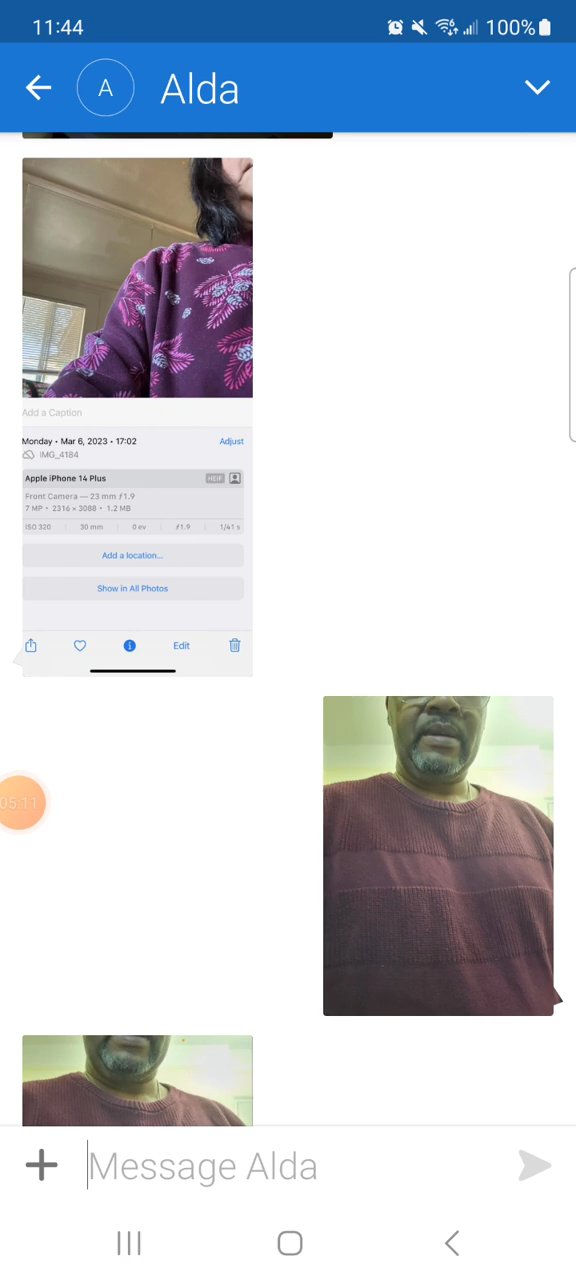 11:44
100%
A
Alda
Add a Caption
Monday • Mar 6, 2023 • 17:02
Adjust
IMG_4184
Apple iPhone 14 Plus
HEIF
Front Camera — 23 mm ƒ1.9
7 MP • 2316 × 3088 • 1.2 MB
ISO 320
30 mm
0 ev
ƒ1.9
1/41 s
Add a location...
Show in All Photos
Edit
05:11
Message Alda